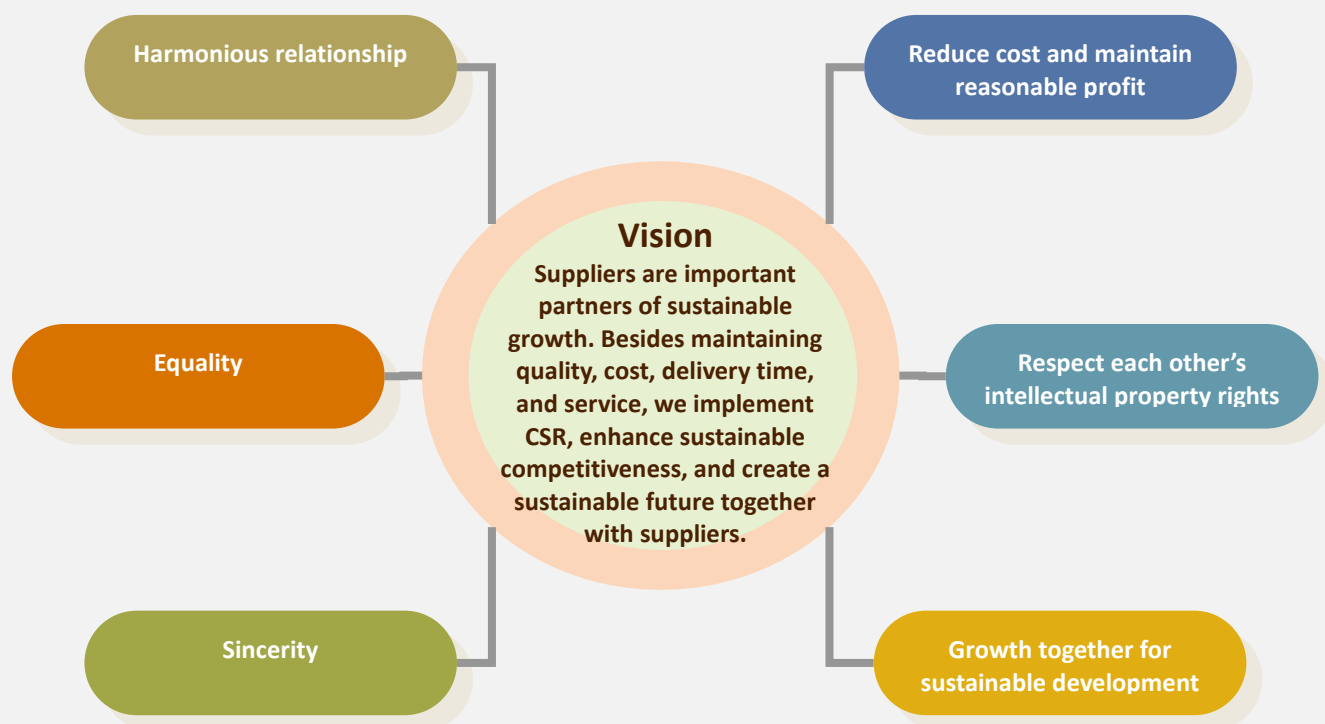 Harmonious relationship
Reduce cost and maintain
reasonable profit
Vision
Suppliers are important
partners of sustainable
growth. Besides maintaining
quality, cost, delivery time,
and service, we implement
CSR, enhance sustainable
competitiveness, and create a
sustainable future together
with suppliers.
Equality
Respect each other’s
intellectual property rights
Sincerity
Growth together for
sustainable development